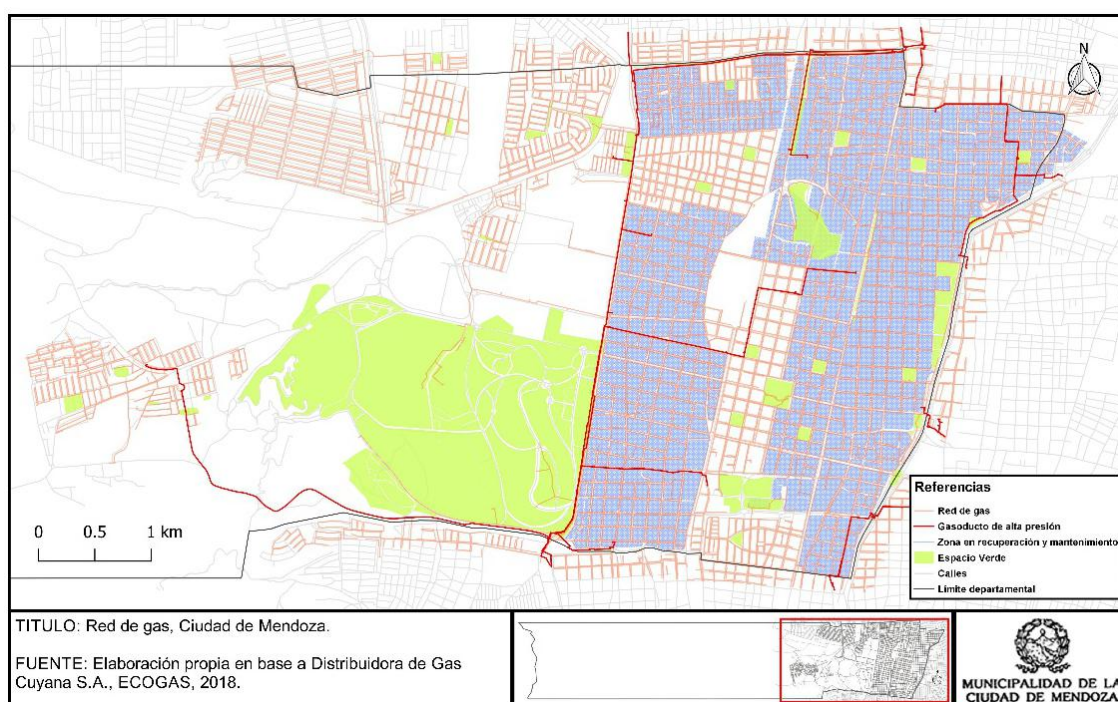 N
0 0.5 1 km
Referencias
Red de gas
Gasoducto de alta presión
Zona en recuperación y mantenimiento
Espacio Verde
Calles
Límite departamental
TITULO: Red de gas, Ciudad de Mendoza.
FUENTE: Elaboración propia en base a Distribuidora de Gas
Cuyana S.A., ECOGAS, 2018.
MUNICIPALIDAD DE LA
CIUDAD DE MENDOZA